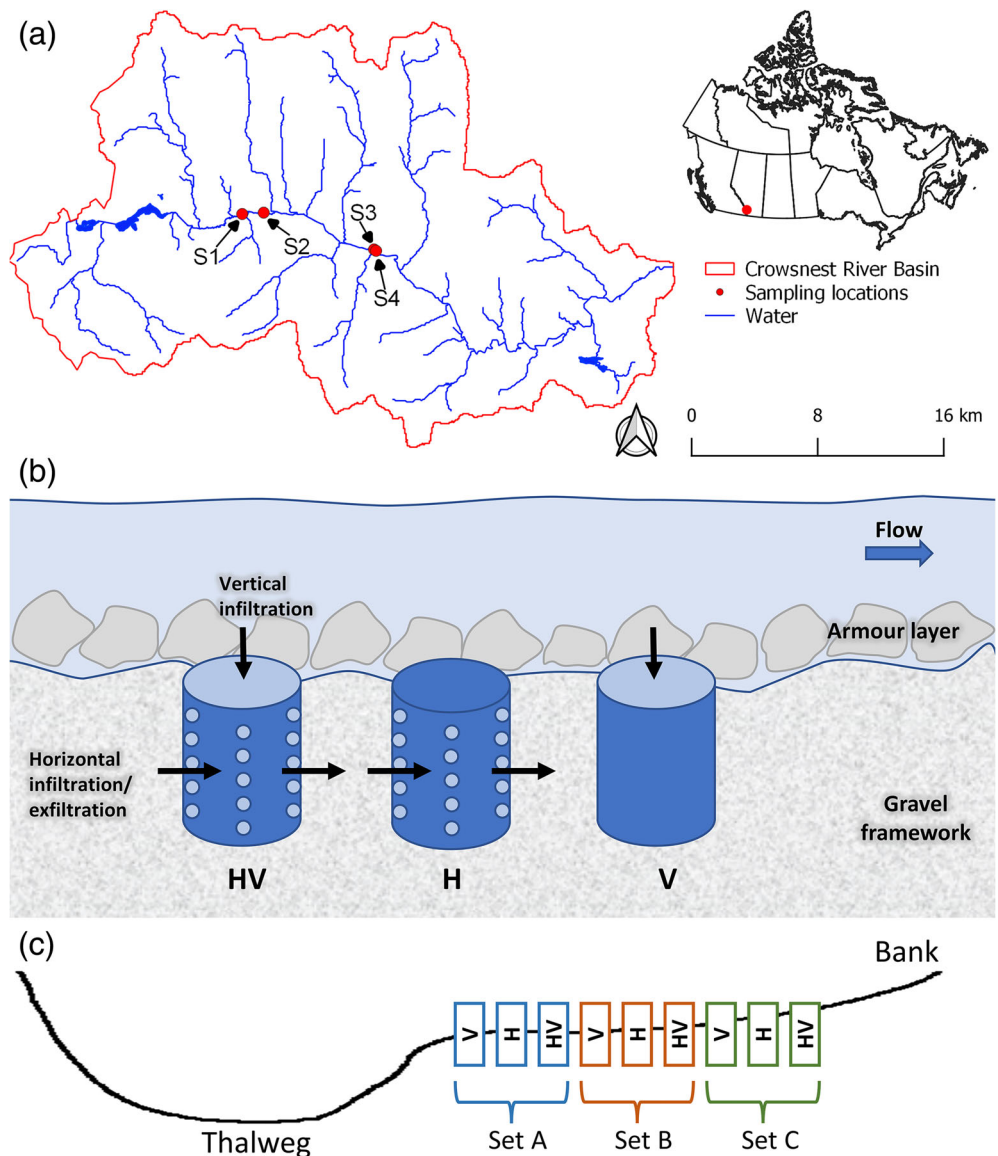 (a)
S1
S2
S3
S4
Crowsnest River Basin
Sampling locations
Water
0 8 16 km
(b)
Flow
Vertical
infiltration
Armour layer
Horizontal
infiltration/
exfiltration
Gravel
framework
HV H V
(c)
Bank
V H HV V H HV V H HV
Thalweg
Set A Set B Set C